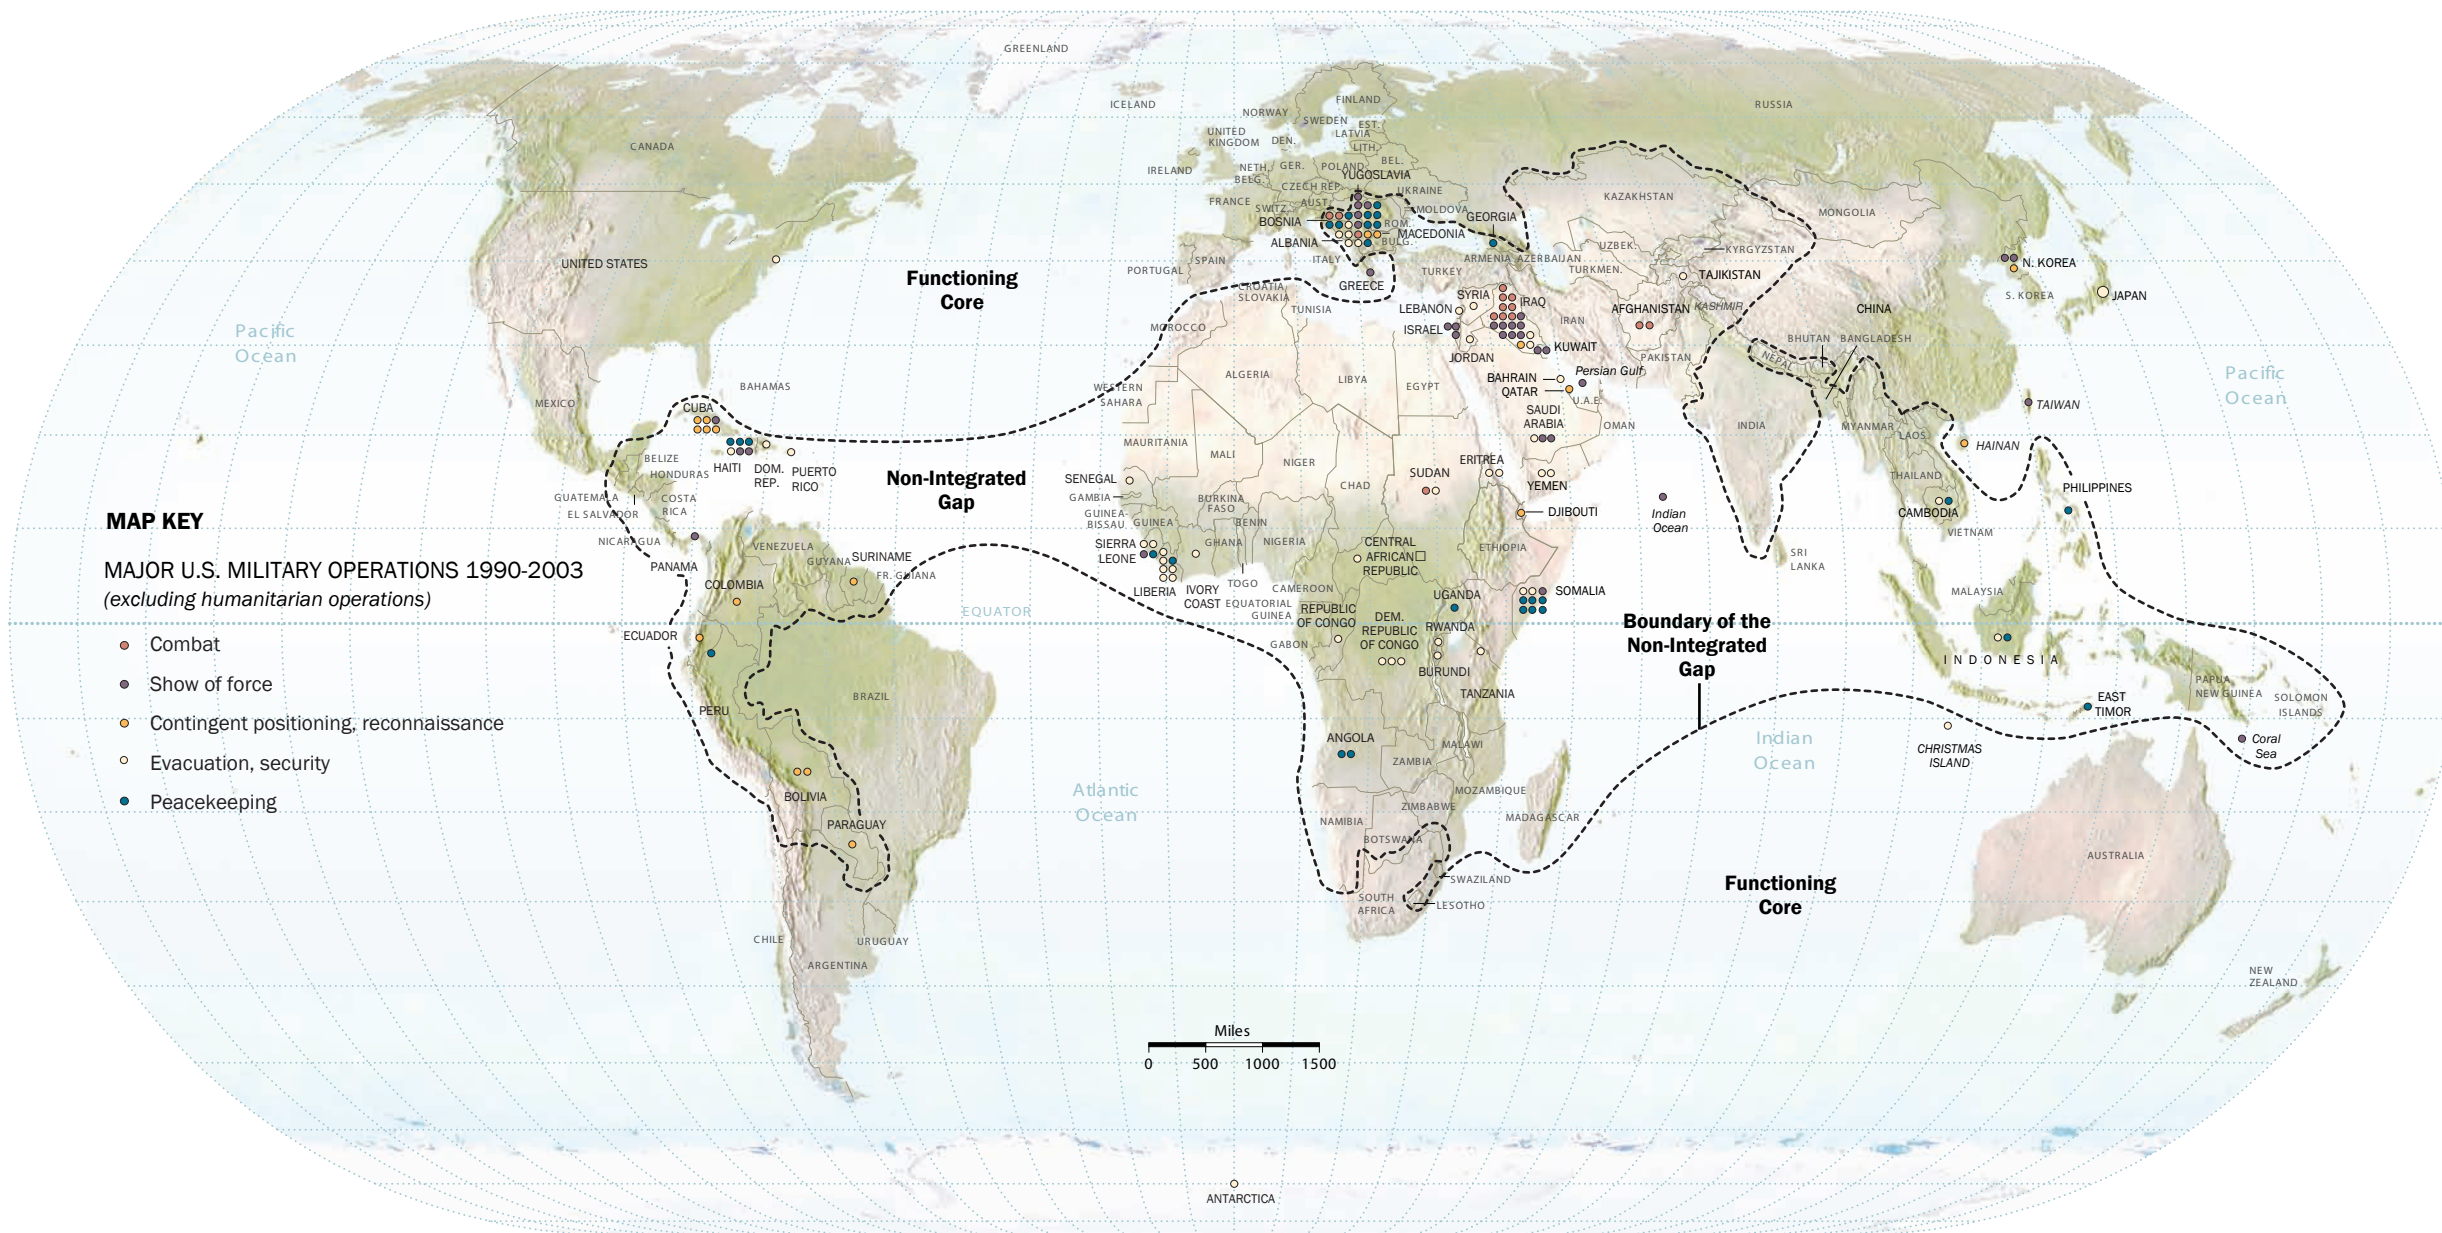 GREENLAND
ICELAND
NORWAY
FINLAND
SWEDEN
EST.
LATVIA
LITH.
RUSSIA
UNITED
KINGDOM
DEN.
IRELAND
NETH.
BELG.
GER.
POLAND
BEL.
CZECH REP.
YUGOSLAVIA
UKRAINE
FRANCE
SWITZ.
AUST.
MOLDOVA
BOSNIA
ROM.
GEORGIA
ALBANIA
MACEDONIA
BULG.
ITALY
SPAIN
PORTUGAL
CROATIA
SLOVAKIA
GREECE
TURKEY
ARMENIA
AZERBAIJAN
KAZAKHSTAN
MONGOLIA
UZBEK.
KYRGYZSTAN
TURKMEN.
TAJIKISTAN
CANADA
UNITED STATES
Functioning
Core
Pacific
Ocean
N. KOREA
S. KOREA
JAPAN
CHINA
AFGHANISTAN
KASHMIR
SYRIA
IRAQ
LEBANON
ISRAEL
IRAN
JORDAN
KUWAIT
PAKISTAN
BHUTAN
BANGLADESH
NEPAL
TUNISIA
MOROCCO
ALGERIA
LIBYA
EGYPT
WESTERN
SAHARA
BAHRAIN
QATAR
Persian Gulf
U.A.E.
SAUDI
ARABIA
OMAN
INDIA
MYANMAR
LAOS
TAIWAN
HAINAN
Pacific
Ocean
BAHAMAS
MEXICO
CUBA
BELIZE
HONDURAS
HAITI
DOM.
REP.
PUERTO
RICO
GUATEMALA
EL SALVADOR
COSTA
RICA
NICARAGUA
PANAMA
Non-Integrated
Gap
MAURITANIA
MALI
NIGER
CHAD
SUDAN
ERITREA
YEMEN
DJIBOUTI
SENEGAL
GAMBIA
GUINEA-
BISSAU
GUINEA
BURKINA
FASO
BENIN
GHANA
NIGERIA
SIERRA
LEONE
LIBERIA
IVORY
COAST
TOGO
CENTRAL
AFRICAN
REPUBLIC
CAMEROON
EQUATORIAL
GUINEA
ETHIOPIA
SOMALIA
UGANDA
REPUBLIC
OF CONGO
DEM.
REPUBLIC
OF CONGO
RWANDA
GABON
BURUNDI
TANZANIA
Indian
Ocean
SRI
LANKA
THAILAND
CAMBODIA
VIETNAM
PHILIPPINES
MALAYSIA
INDONESIA
PAPUA
NEW GUINEA
SOLOMON
ISLANDS
EAST
TIMOR
Coral
Sea
CHRISTMAS
ISLAND
Boundary of the
Non-Integrated
Gap
Indian
Ocean
VENEZUELA
GUYANA
SURINAME
FR. GUIANA
COLOMBIA
EQUATOR
ECUADOR
PERU
BRAZIL
BOLIVIA
PARAGUAY
CHILE
URUGUAY
ARGENTINA
Atlantic
Ocean
ANGOLA
MALAWI
ZAMBIA
MOZAMBIQUE
ZIMBABWE
NAMIBIA
BOTSWANA
MADAGASCAR
SWAZILAND
SOUTH
AFRICA
LESOTHO
Functioning
Core
AUSTRALIA
NEW
ZEALAND
MAP KEY
MAJOR U.S. MILITARY OPERATIONS 1990-2003
(excluding humanitarian operations)
Combat
Show of force
Contingent positioning, reconnaissance
Evacuation, security
Peacekeeping
Miles
0 500 1000 1500
ANTARCTICA